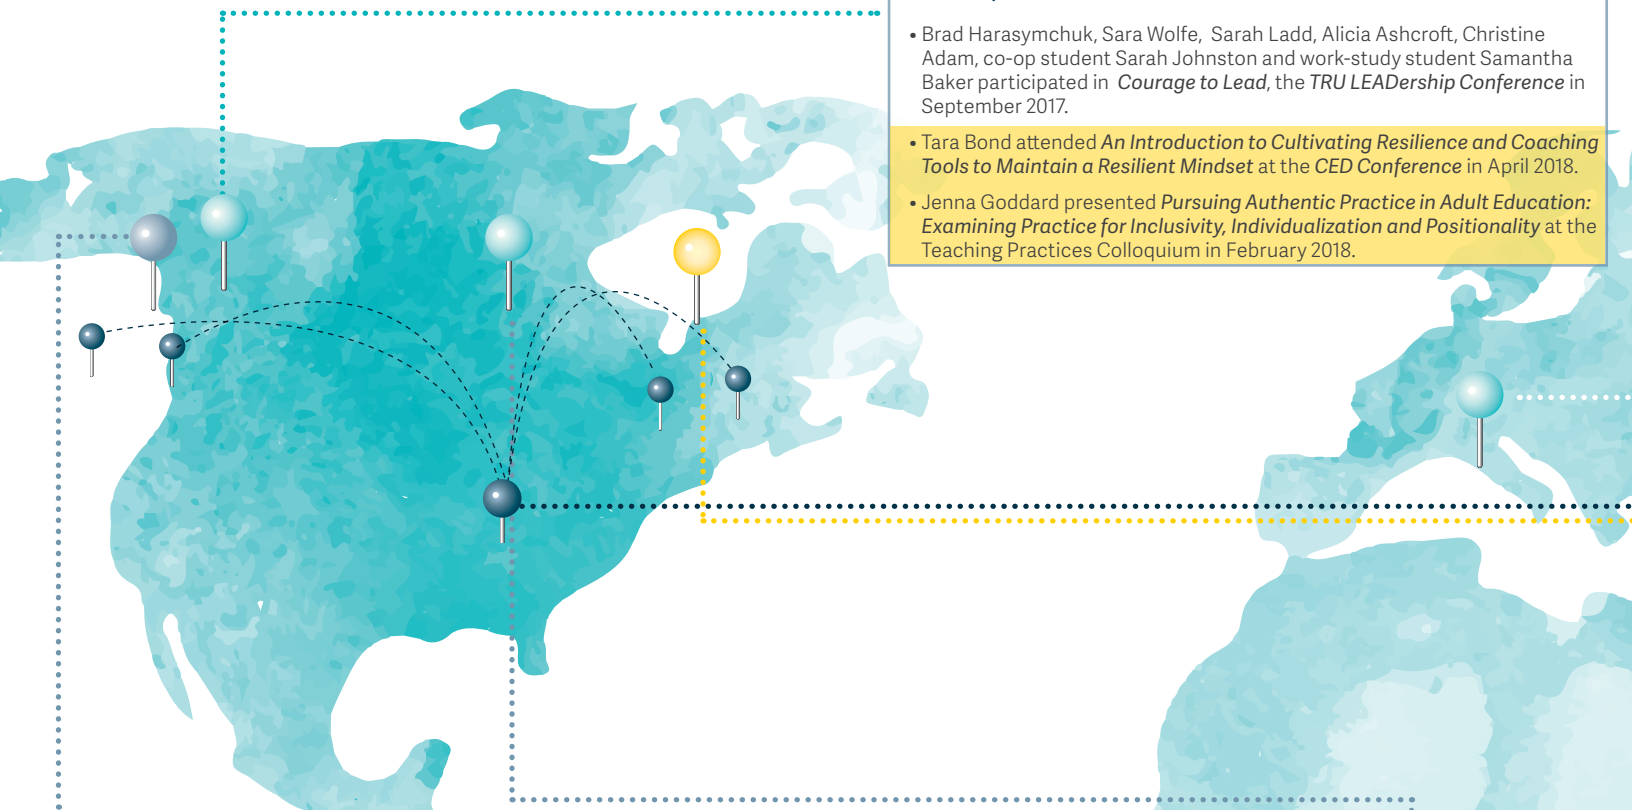 • Brad Harasymchuk, Sara Wolfe, Sarah Ladd, Alicia Ashcroft, Christine
Adam, co-op student Sarah Johnston and work-study student Samantha
Baker participated in Courage to Lead, the TRU LEADership Conference in
September 2017.
• Tara Bond attended An Introduction to Cultivating Resilience and Coaching
Tools to Maintain a Resilient Mindset at the CED Conference in April 2018.
• Jenna Goddard presented Pursuing Authentic Practice in Adult Education:
Examining Practice for Inclusivity, Individualization and Positionality at the
Teaching Practices Colloquium in February 2018.